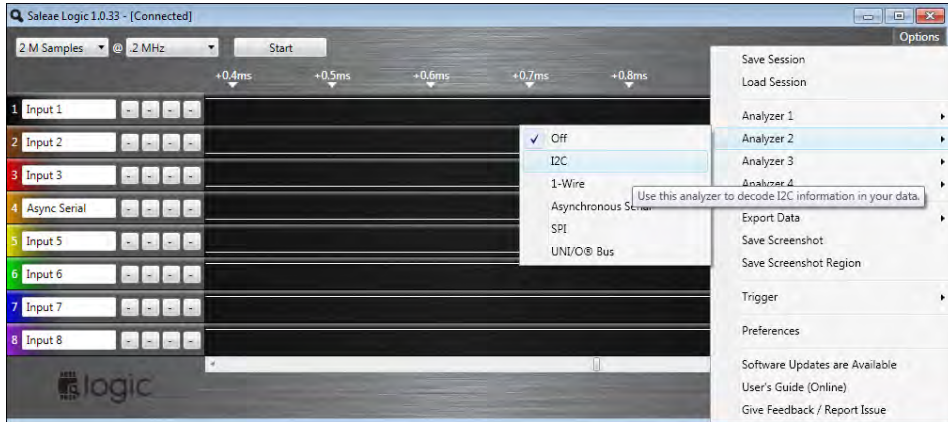 Saleae Logic 1.0.33 - [Connected]
2 M Samples @ .2 MHz Start Options
+0.4ms +0.5ms +0.6ms +0.7ms +0.8ms
1 Input 1 - - - -
2 Input 2 - - - -
3 Input 3 - - - -
4 Async Serial - - - -
5 Input 5 - - - -
6 Input 6 - - - -
7 Input 7 - - - -
8 Input 8 - - - -
logic
Off
I2C
1-Wire
Asynchronous Serial
SPI
UNI/O® Bus
Use this analyzer to decode I2C information in your data.
Save Session
Load Session
Analyzer 1
Analyzer 2
Analyzer 3
Analyzer 4
Export Data
Save Screenshot
Save Screenshot Region
Trigger
Preferences
Software Updates are Available
User's Guide (Online)
Give Feedback / Report Issue